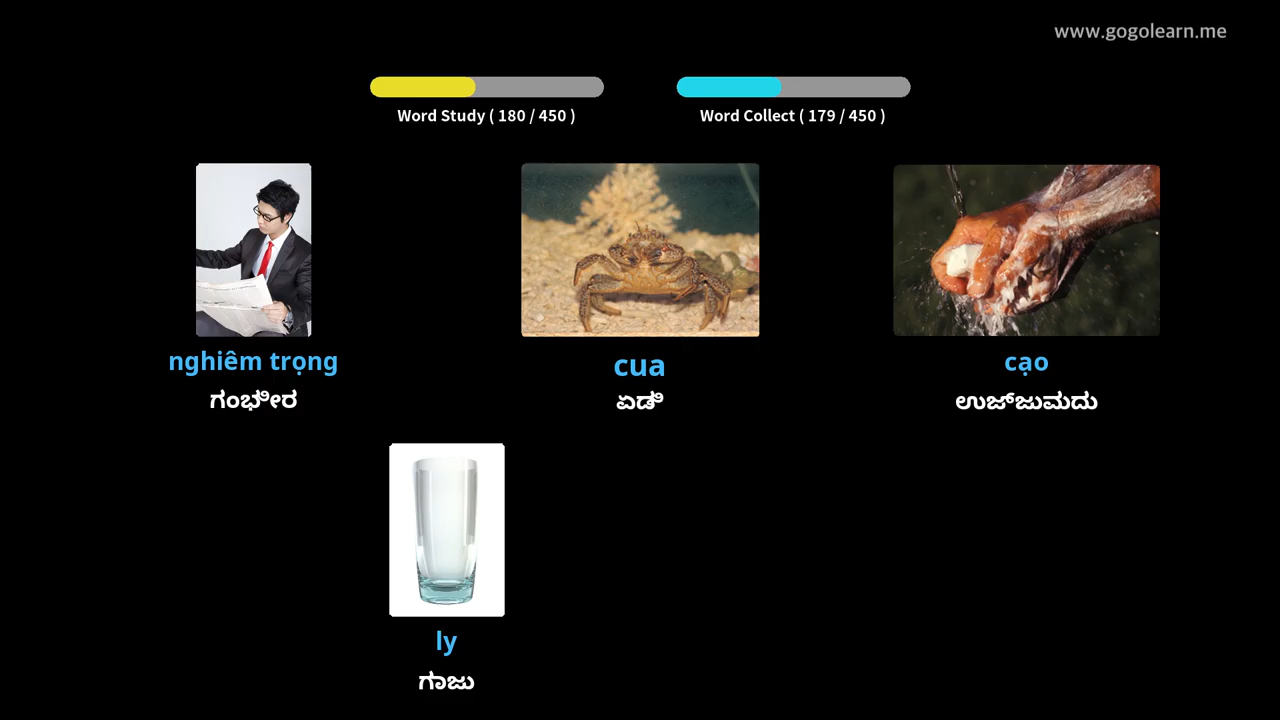 www.gogolearn.me
Word Study ( 180 / 450 )
Word Collect ( 179 / 450 )
nghiêm trọng
cua
cạo
ಗಂಭೀರ
ಏಡಿ
ಉಜ್ಜುಮದು
ly
ಗಾಜು